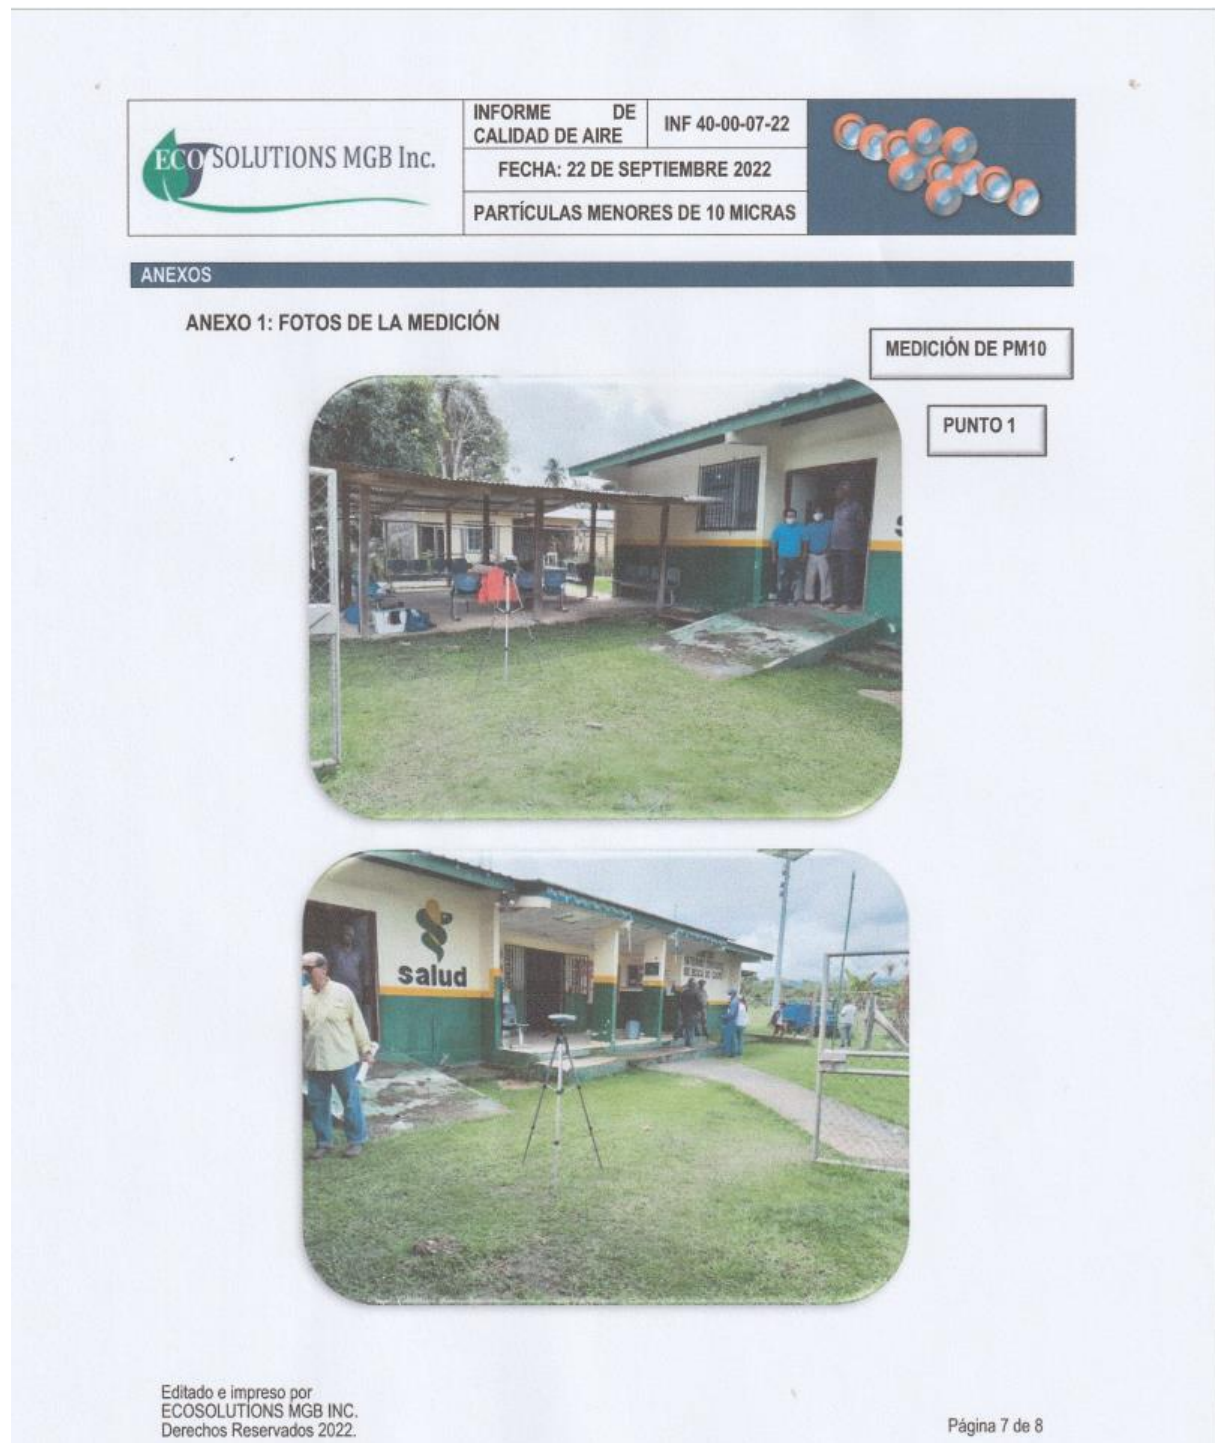 ECO SOLUTIONS MGB Inc.
INFORME DE
CALIDAD DE AIRE
INF 40-00-07-22
FECHA: 22 DE SEPTIEMBRE 2022
PARTÍCULAS MENORES DE 10 MICRAS
ANEXOS
ANEXO 1: FOTOS DE LA MEDICIÓN
MEDICIÓN DE PM10
PUNTO 1
salud
Editado e impreso por
ECOSOLUTIONS MGB INC.
Derechos Reservados 2022.
Página 7 de 8